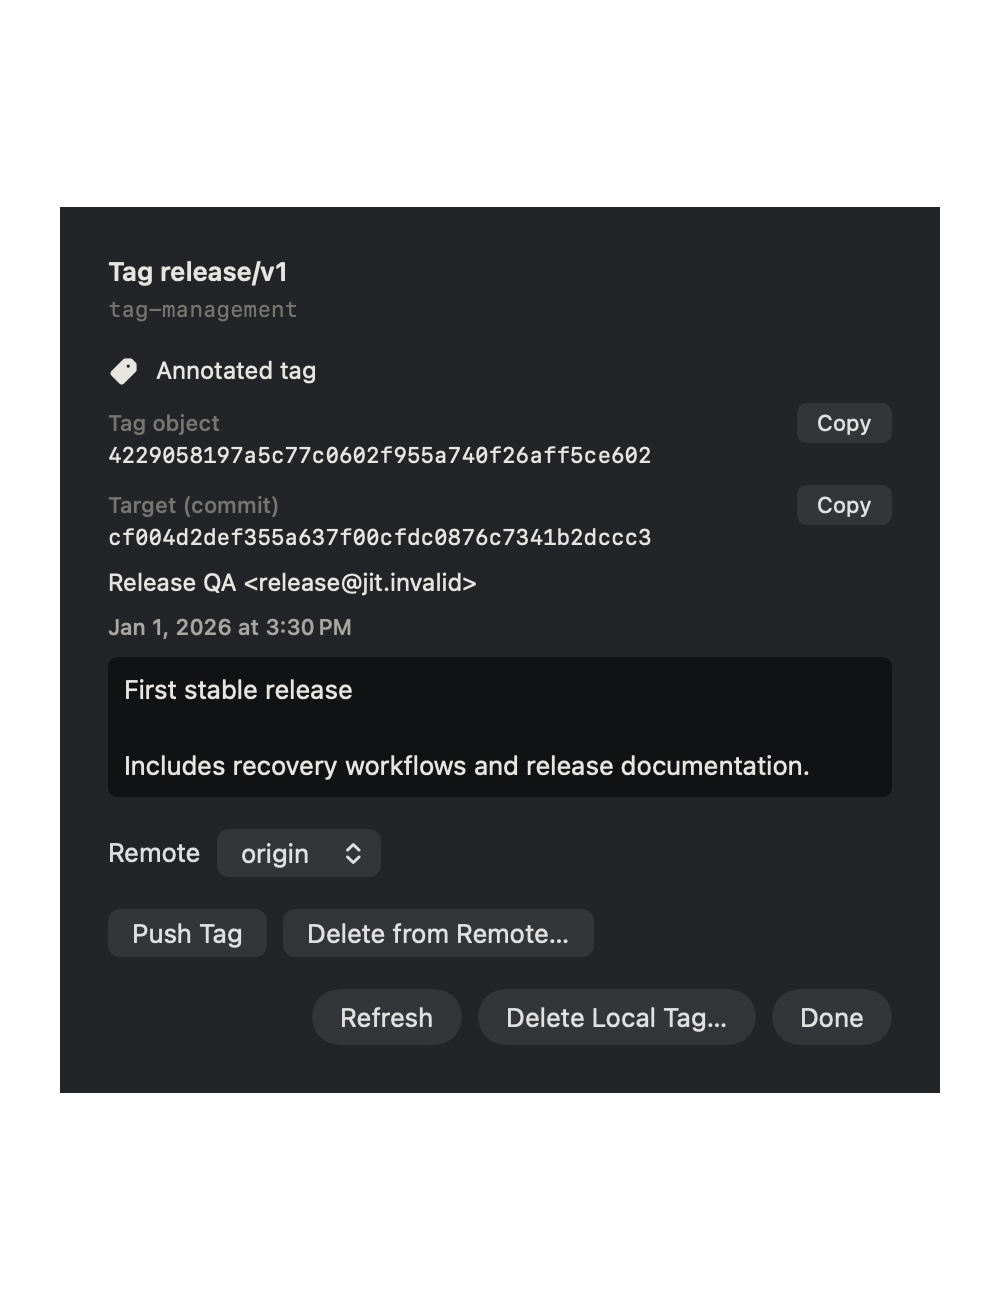 Tag release/v1
tag-management
Annotated tag
Tag object
Copy
4229058197a5c77c0602f955a740f26aff5ce602
Target (commit)
Copy
cf004d2def355a637f00cfdc0876c7341b2dccc3
Release QA <release@jit.invalid>
Jan 1, 2026 at 3:30 PM
First stable release
Includes recovery workflows and release documentation.
Remote origin
Push Tag Delete from Remote...
Refresh Delete Local Tag... Done